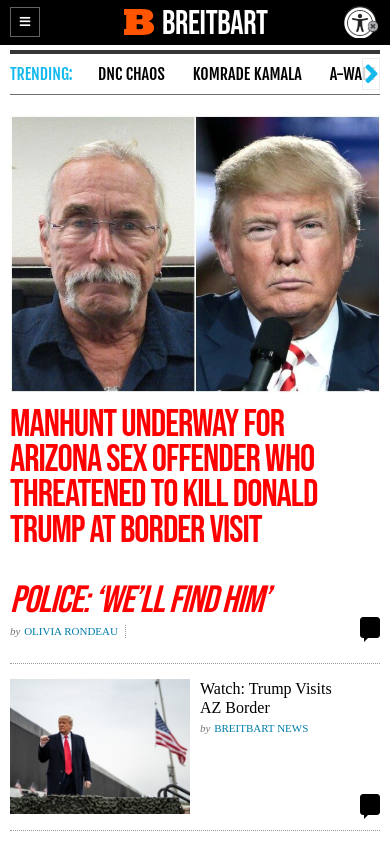 BREITBART
TRENDING: DNC CHAOS KOMRADE KAMALA A-WA
MANHUNT UNDERWAY FOR
ARIZONA SEX OFFENDER WHO
THREATENED TO KILL DONALD
TRUMP AT BORDER VISIT
POLICE: ‘WE’LL FIND HIM’
by OLIVIA RONDEAU
Watch: Trump Visits
AZ Border
by BREITBART NEWS